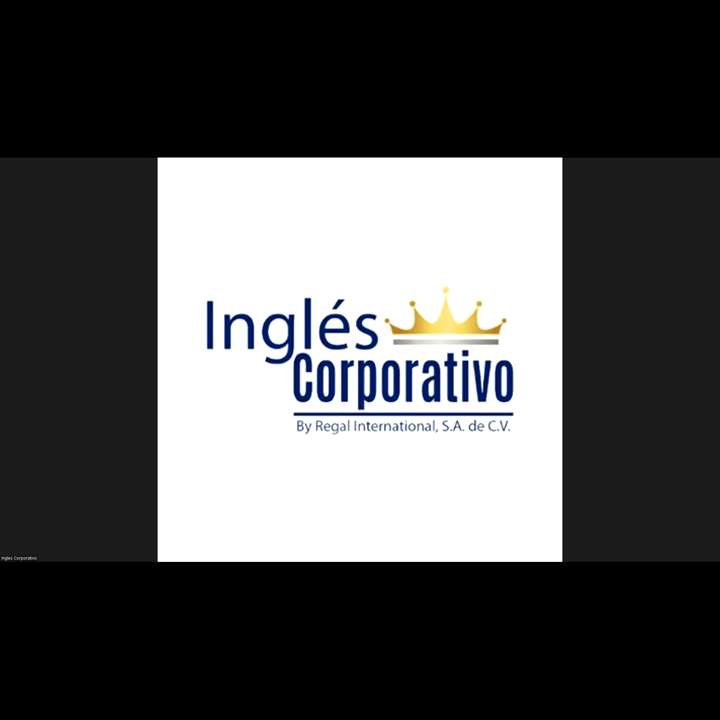 Inglés
Corporativo
By Regal International, S.A. de C.V.
Inglés Corporativo